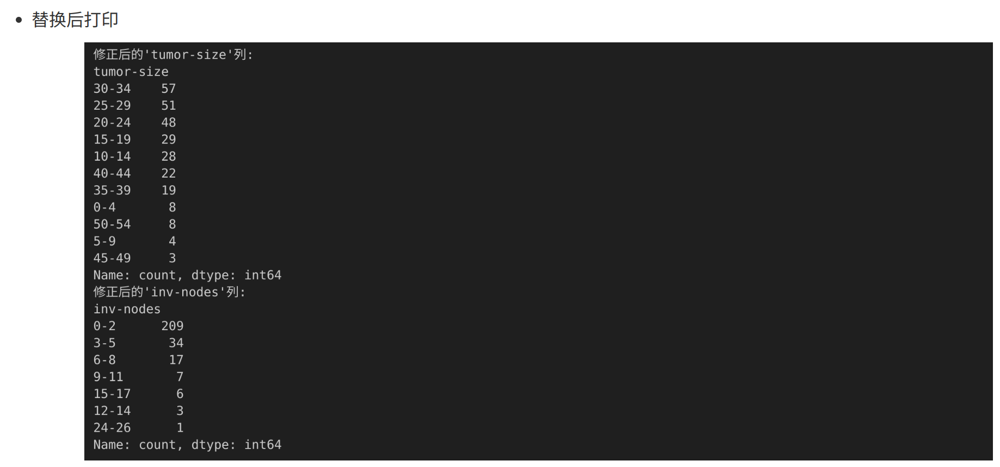 • 替换后打印
修正后的'tumor-size'列:
tumor-size
30-34    57
25-29    51
20-24    48
15-19    29
10-14    28
40-44    22
35-39    19
0-4       8
50-54     8
5-9       4
45-49     3
Name: count, dtype: int64
修正后的'inv-nodes'列:
inv-nodes
0-2      209
3-5       34
6-8       17
9-11       7
15-17      6
12-14      3
24-26      1
Name: count, dtype: int64